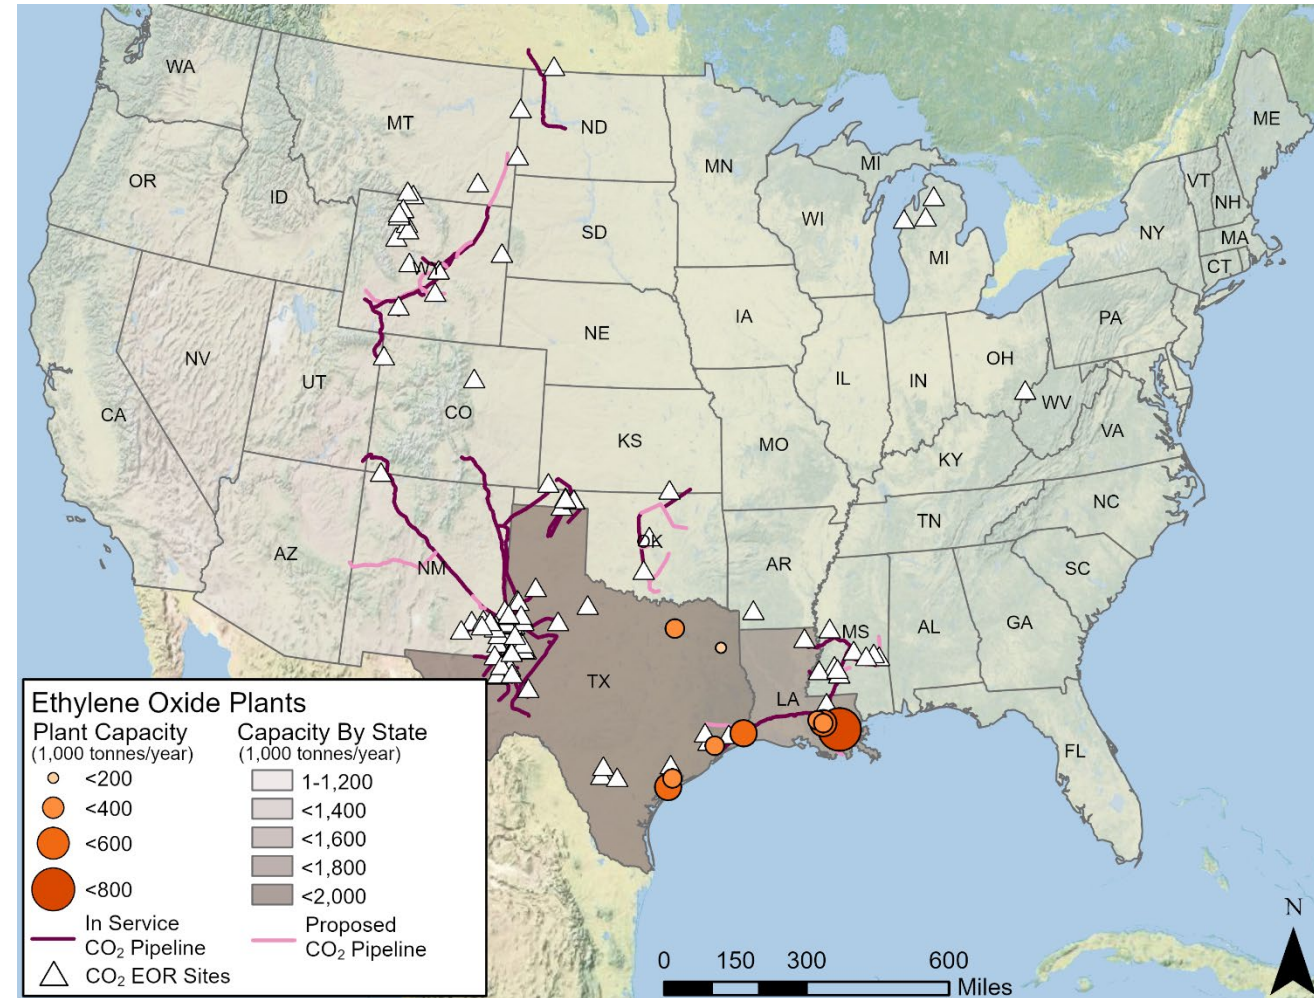 WA
MT
ND
MN
ME
OR
ID
SD
WI
MI
VT
NH
NY
MA
CT
MI
WY
NE
IA
PA
NV
UT
CO
IL
IN
OH
WV
VA
CA
KS
MO
KY
NC
AZ
NM
OK
AR
TN
SC
MS
AL
GA
TX
LA
FL
Ethylene Oxide Plants
Plant Capacity
(1,000 tonnes/year)
<200
<400
<600
<800
In Service
CO₂ Pipeline
CO₂ EOR Sites
Capacity By State
(1,000 tonnes/year)
1-1,200
<1,400
<1,600
<1,800
<2,000
Proposed
CO₂ Pipeline
0 150 300 600
Miles
N